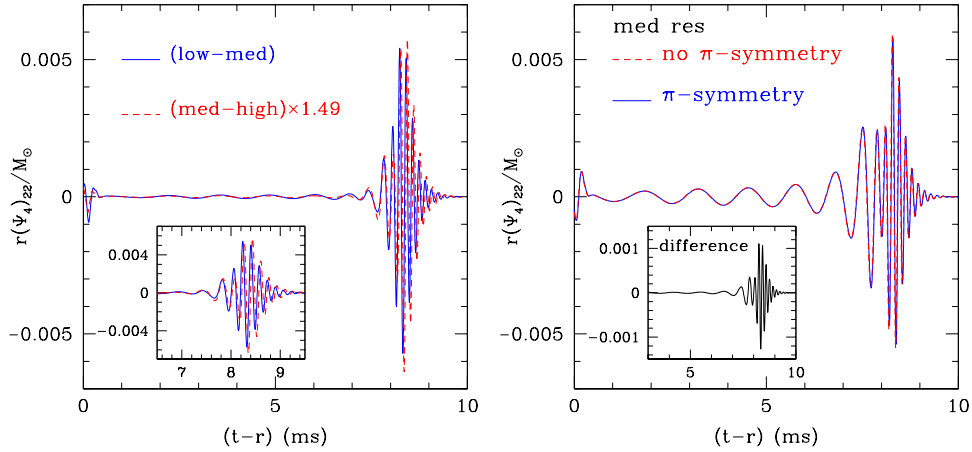 (low−med)
(med−high)×1.49
r(Ψ₄)₂₂/M⊙
0.005
0
−0.005
0.004
0
−0.004
7 8 9
0 5 10
(t−r) (ms)
med res
no π−symmetry
π−symmetry
r(Ψ₄)₂₂/M⊙
0.005
0
−0.005
difference
0.001
0
−0.001
5 10
0 5 10
(t−r) (ms)